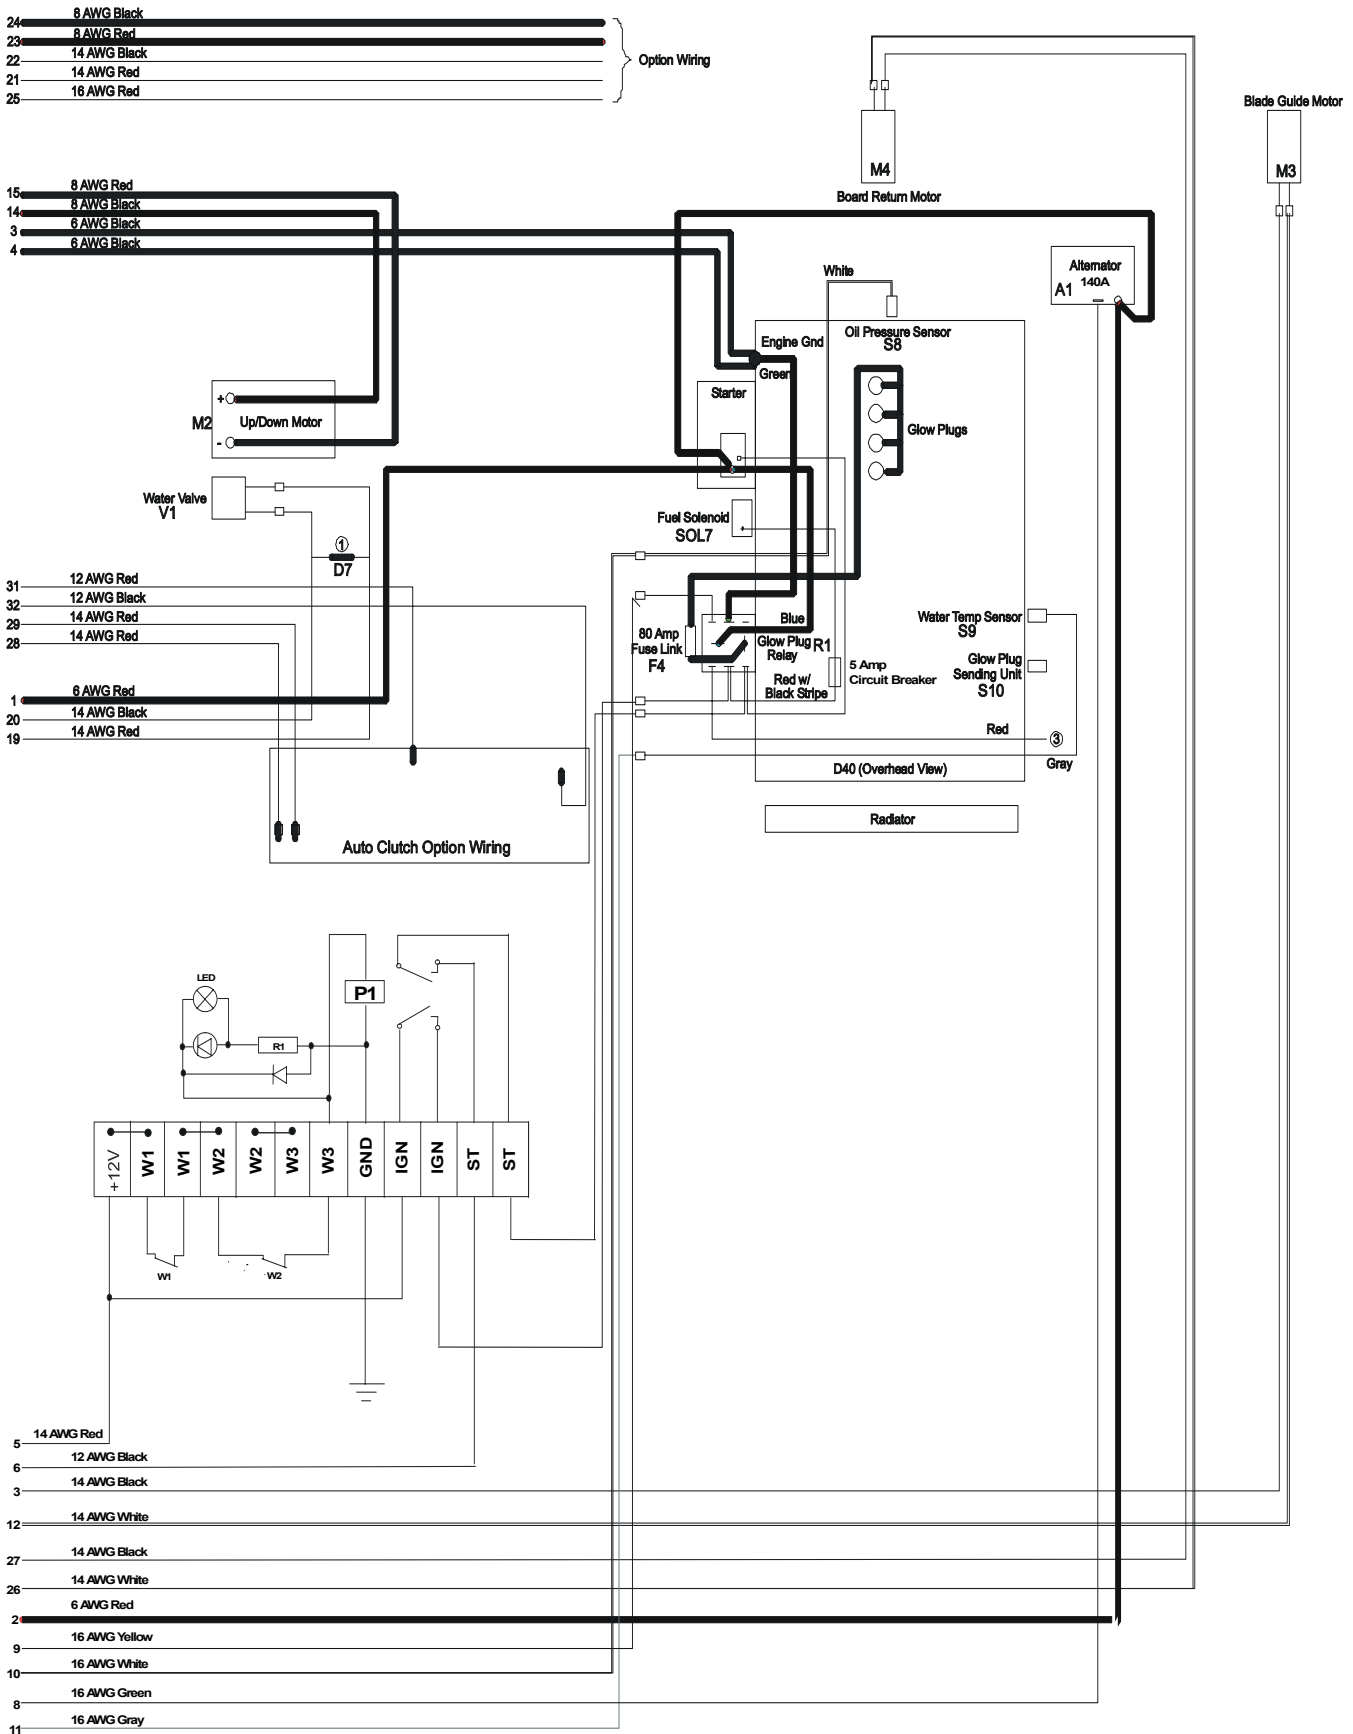 24 8 AWG Black
23 8 AWG Red
22 14 AWG Black
21 14 AWG Red
25 16 AWG Red
Option Wiring
M4
Board Return Motor
Blade Guide Motor
M3
15 8 AWG Red
14 8 AWG Black
3 6 AWG Black
4 6 AWG Black
Alternator
140A
A1
White
Oil Pressure Sensor
S8
Engine Gnd
Green
Starter
Glow Plugs
M2
+
-
Up/Down Motor
Water Valve
V1
1
D7
Fuel Solenoid
SOL7
+
31 12 AWG Red
32 12 AWG Black
29 14 AWG Red
28 14 AWG Red
1 6 AWG Red
20 14 AWG Black
19 14 AWG Red
80 Amp
Fuse Link
F4
Blue
Glow Plug
Relay
R1
Red w/
Black Stripe
5 Amp
Circuit Breaker
Water Temp Sensor
S9
Glow Plug
Sending Unit
S10
Red
3
Gray
D40 (Overhead View)
Radiator
Auto Clutch Option Wiring
LED
P1
R1
+12V W1 W1 W2 W2 W3 W3 GND IGN IGN ST ST
W1
W2
5 14 AWG Red
6 12 AWG Black
3 14 AWG Black
12 14 AWG White
27 14 AWG Black
26 14 AWG White
2 6 AWG Red
9 16 AWG Yellow
10 16 AWG White
8 16 AWG Green
11 16 AWG Gray